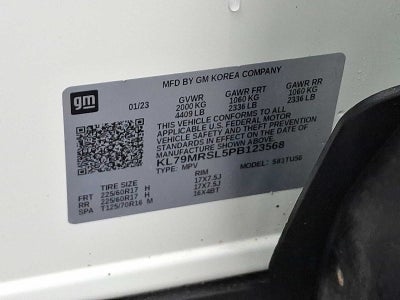 MFD BY GM KOREA COMPANY
gm
01/23 GVWR GAWR FRT GAWR RR
2000 KG 1060 KG 1060 KG
4409 LB 2336 LB 2336 LB
THIS VEHICLE CONFORMS TO ALL
APPLICABLE U.S. FEDERAL MOTOR
VEHICLE SAFETY AND THEFT PREVENTION
STANDARDS IN EFFECT ON THE DATE OF
MANUFACTURE SHOWN ABOVE.
KL79MRSL5PB123568
TYPE: MPV MODEL: 5B1TU56
TIRE SIZE RIM
FRT 225/60R17 H 17X7.5J
RR 225/60R17 H 17X7.5J
SPA T125/70R16 M 16X4BT